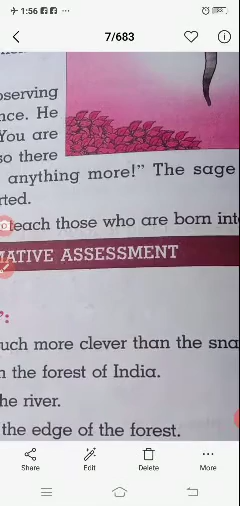 1:56
7/683
serving
nce. He
You are
so there
anything more!" The sage
rted.
each those who are born int
MATIVE ASSESSMENT
uch more clever than the sna
n the forest of India.
he river.
the edge of the forest.
Share Edit Delete More